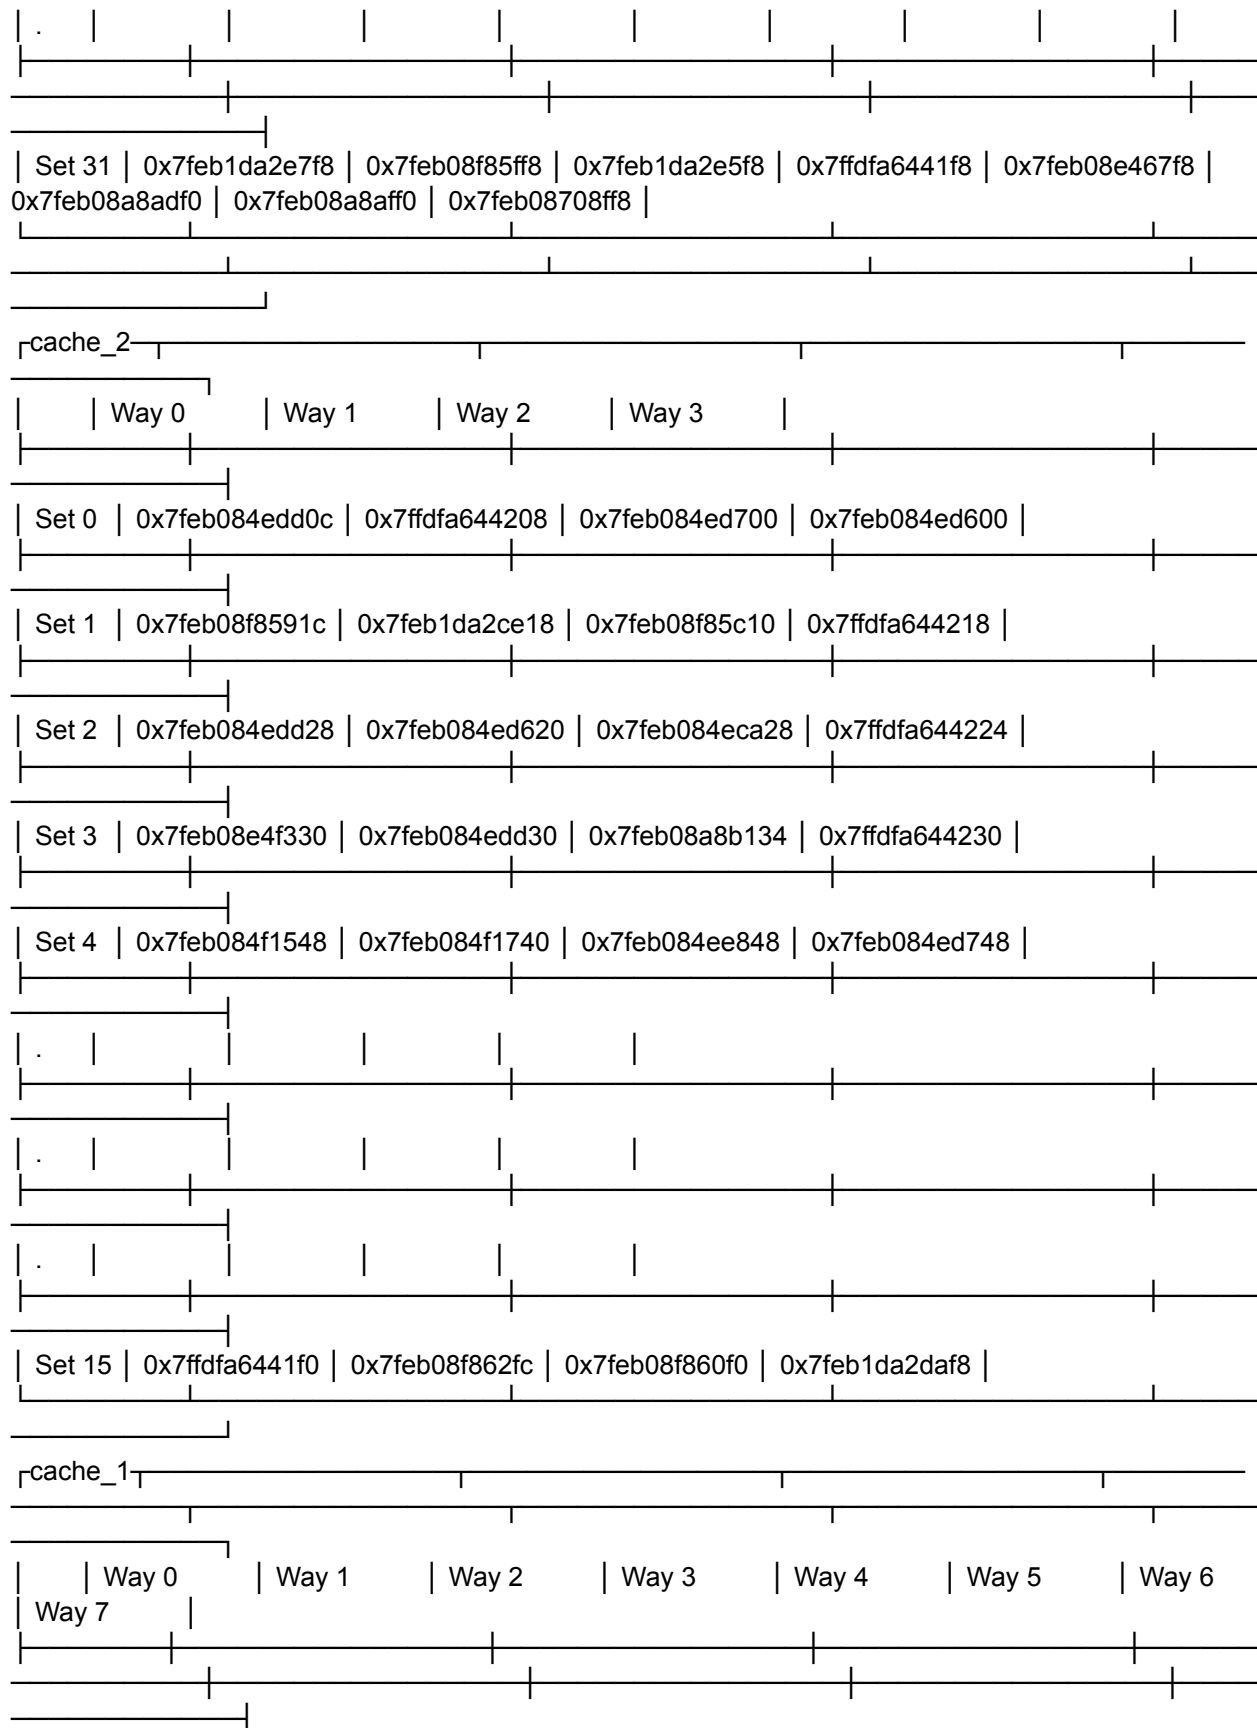 │ . │ │ │ │ │ │ │ │ │
├────────┼────────────────┼────────────────┼────────────────┼─────
───────────┼────────────────┼────────────────┼────────────────┼───
─────────────┤
│ Set 31 │ 0x7feb1da2e7f8 │ 0x7feb08f85ff8 │ 0x7feb1da2e5f8 │ 0x7ffdfa6441f8 │ 0x7feb08e467f8 │
0x7feb08a8adf0 │ 0x7feb08a8aff0 │ 0x7feb08708ff8 │
└────────┴────────────────┴────────────────┴────────────────┴─────
───────────┴────────────────┴────────────────┴────────────────┴───
─────────────┘
┌cache_2─┬────────────────┬────────────────┬────────────────┬──────
──────────┐
│ │ Way 0 │ Way 1 │ Way 2 │ Way 3 │
├────────┼────────────────┼────────────────┼────────────────┼─────
───────────┤
│ Set 0 │ 0x7feb084edd0c │ 0x7ffdfa644208 │ 0x7feb084ed700 │ 0x7feb084ed600 │
├────────┼────────────────┼────────────────┼────────────────┼─────
───────────┤
│ Set 1 │ 0x7feb08f8591c │ 0x7feb1da2ce18 │ 0x7feb08f85c10 │ 0x7ffdfa644218 │
├────────┼────────────────┼────────────────┼────────────────┼─────
───────────┤
│ Set 2 │ 0x7feb084edd28 │ 0x7feb084ed620 │ 0x7feb084eca28 │ 0x7ffdfa644224 │
├────────┼────────────────┼────────────────┼────────────────┼─────
───────────┤
│ Set 3 │ 0x7feb08e4f330 │ 0x7feb084edd30 │ 0x7feb08a8b134 │ 0x7ffdfa644230 │
├────────┼────────────────┼────────────────┼────────────────┼─────
───────────┤
│ Set 4 │ 0x7feb084f1548 │ 0x7feb084f1740 │ 0x7feb084ee848 │ 0x7feb084ed748 │
├────────┼────────────────┼────────────────┼────────────────┼─────
───────────┤
│ . │ │ │ │ │
├────────┼────────────────┼────────────────┼────────────────┼─────
───────────┤
│ . │ │ │ │ │
├────────┼────────────────┼────────────────┼────────────────┼─────
───────────┤
│ . │ │ │ │ │
├────────┼────────────────┼────────────────┼────────────────┼─────
───────────┤
│ Set 15 │ 0x7ffdfa6441f0 │ 0x7feb08f862fc │ 0x7feb08f860f0 │ 0x7feb1da2daf8 │
└────────┴────────────────┴────────────────┴────────────────┴─────
───────────┘
┌cache_1┬────────────────┬────────────────┬────────────────┬───────
─────────┬────────────────┬────────────────┬────────────────┬─────
───────────┐
│ │ Way 0 │ Way 1 │ Way 2 │ Way 3 │ Way 4 │ Way 5 │ Way 6
│ Way 7 │
├───────┼────────────────┼────────────────┼────────────────┼──────
──────────┼────────────────┼────────────────┼────────────────┼────
────────────┤